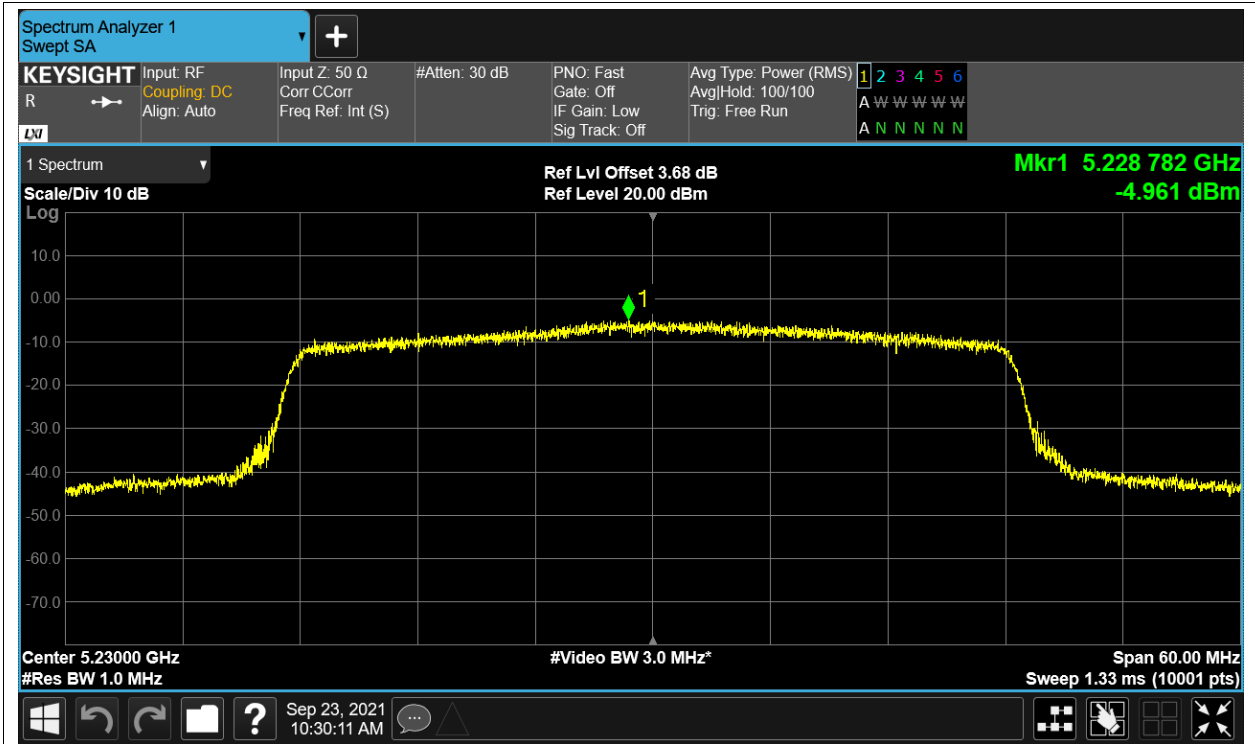 Spectrum Analyzer 1
Swept SA
KEYSIGHT
R
LXI
Input: RF
Coupling: DC
Align: Auto
Input Z: 50 Ω
Corr CCorr
Freq Ref: Int (S)
#Atten: 30 dB
PNO: Fast
Gate: Off
IF Gain: Low
Sig Track: Off
Avg Type: Power (RMS)
Avg|Hold: 100/100
Trig: Free Run
1 2 3 4 5 6
A W W W W W
A N N N N N
1 Spectrum
Scale/Div 10 dB
Log
Ref Lvl Offset 3.68 dB
Ref Level 20.00 dBm
Mkr1 5.228 782 GHz
-4.961 dBm
10.0
0.00
-10.0
-20.0
-30.0
-40.0
-50.0
-60.0
-70.0
1
Center 5.23000 GHz
#Res BW 1.0 MHz
#Video BW 3.0 MHz*
Span 60.00 MHz
Sweep 1.33 ms (10001 pts)
?
Sep 23, 2021
10:30:11 AM